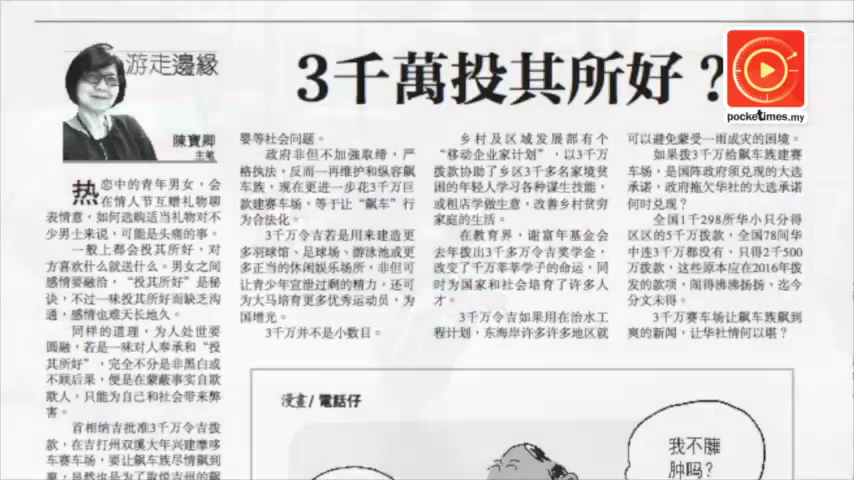 游走邊緣
3千萬投其所好？
pocketimes.my
陳寶卿
主筆
热恋中的青年男女，会
在情人节互赠礼物聊
表情意，如何选购适当礼物对不
少男士来说，可能是头痛的事。
一般上都会投其所好，对
方喜欢什么就送什么。男女之间
感情要融洽，“投其所好”是秘
诀，不过一味投其所好而缺乏沟
通，感情也难天长地久。
同样的道理，为人处世要
圆融，若是一味对人奉承和“投
其所好”，完全不分是非黑白或
不顾后果，便是在蒙蔽事实自欺
欺人，只能为自己和社会带来弊
害。
首相纳吉批准3千万令吉拨
款，在吉打州双溪大年兴建摩哆
车赛车场，要让飙车族尽情飙到
爽，显然也是为了取悦吉州的飙
婴等社会问题。
政府非但不加強取缔，严
格执法，反而一再维护和纵容飙
车族，现在更进一步花3千万巨
款建赛车场，等于让“飙车”行
为合法化。
3千万令吉若是用来建造更
多羽球馆、足球场、游泳池或更
多正当的休闲娱乐场所，非但可
让青少年宣泄过剩的精力，还可
为大马培育更多优秀运动员，为
国增光。
3千万并不是小数目。
乡村及区域发展部有个
“移动企业家计划”，以3千万
拨款协助了乡区3千多名家境贫
困的年轻人学习各种谋生技能，
或租店学做生意，改善乡村贫穷
家庭的生活。
在教育界，谢富年基金会
去年拨出3千多万令吉奖学金，
改变了千万莘莘学子的命运，同
时为国家和社会培育了许多人
才。
3千万令吉如果用在治水工
程计划，东海岸许多许多地区就
可以避免蒙受一雨成灾的困境。
如果拨3千万给飙车族建赛
车场，是国阵政府须兑现的大选
承诺，政府拖欠华社的大选承诺
何时兑现？
全国1千298所华小只分得
区区的5千万拨款，全国78间华
中连3千万都没有，只得2千500
万拨款，这些原本应在2016年拨
发的款项，闹得沸沸扬扬，迄今
分文未得。
3千万赛车场让飙车族飙到
爽的新闻，让华社情何以堪？
漫畫/ 電話仔
我不臃
肿吗？